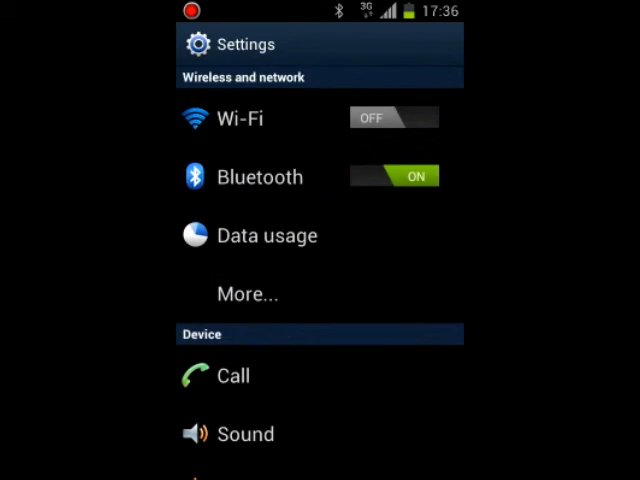 3G 17:36
Settings
Wireless and network
Wi-Fi OFF
Bluetooth ON
Data usage
More...
Device
Call
Sound